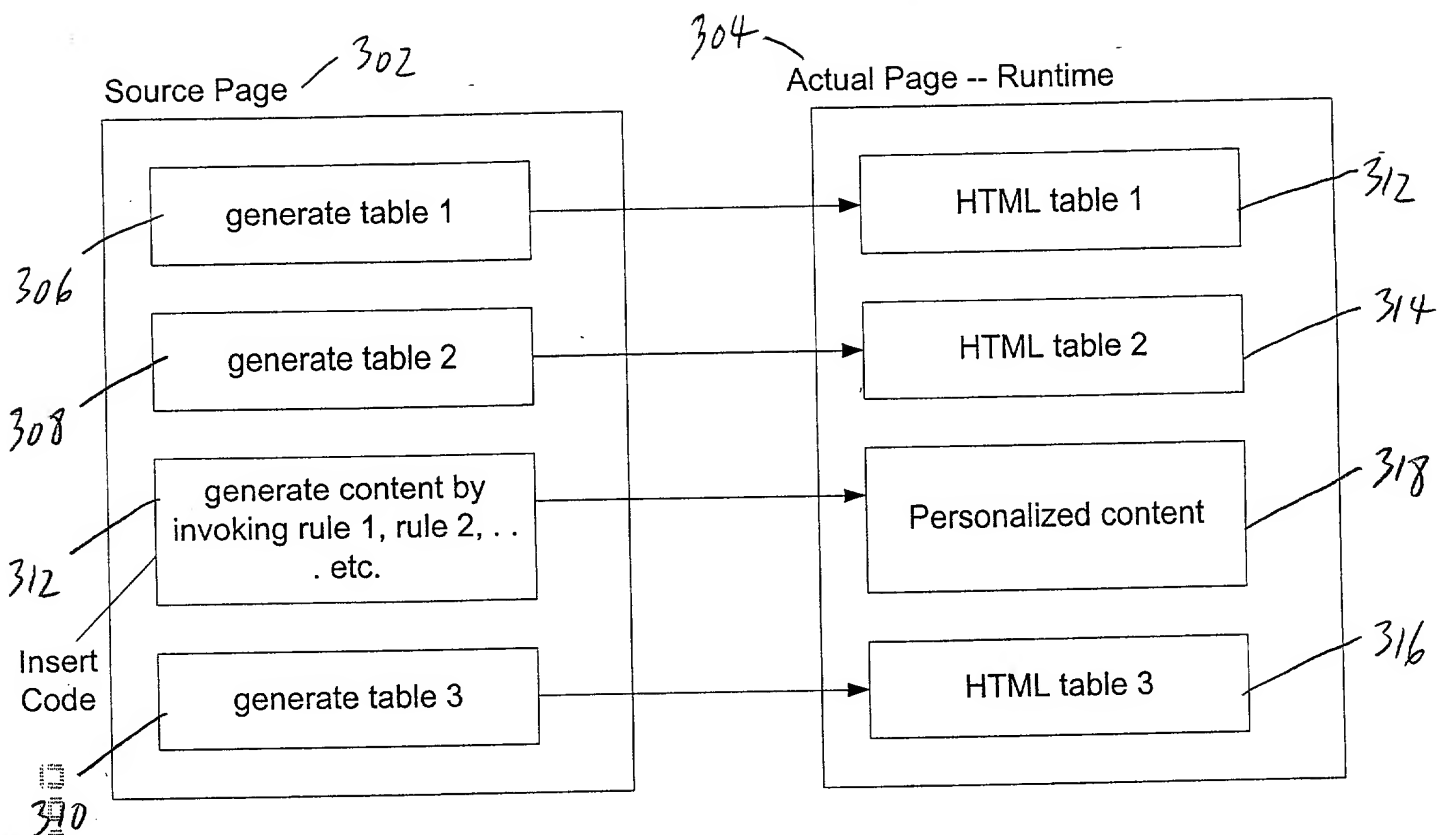 302
304
Source Page
Actual Page -- Runtime
generate table 1
HTML table 1
312
306
generate table 2
HTML table 2
314
308
generate content by
invoking rule 1, rule 2, . .
. etc.
Personalized content
318
312
Insert
Code
generate table 3
HTML table 3
316
310